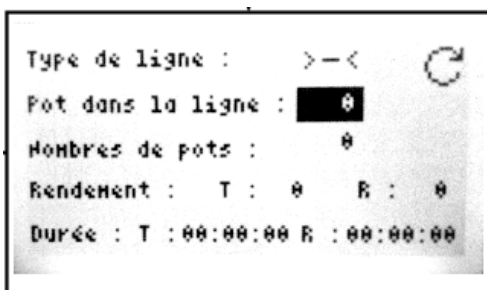 Type de ligne : >-<
Pot dans la ligne : 0
Nombres de pots :  0
Rendement : T : 0 R : 0
Durée : T :00:00:00 R :00:00:00